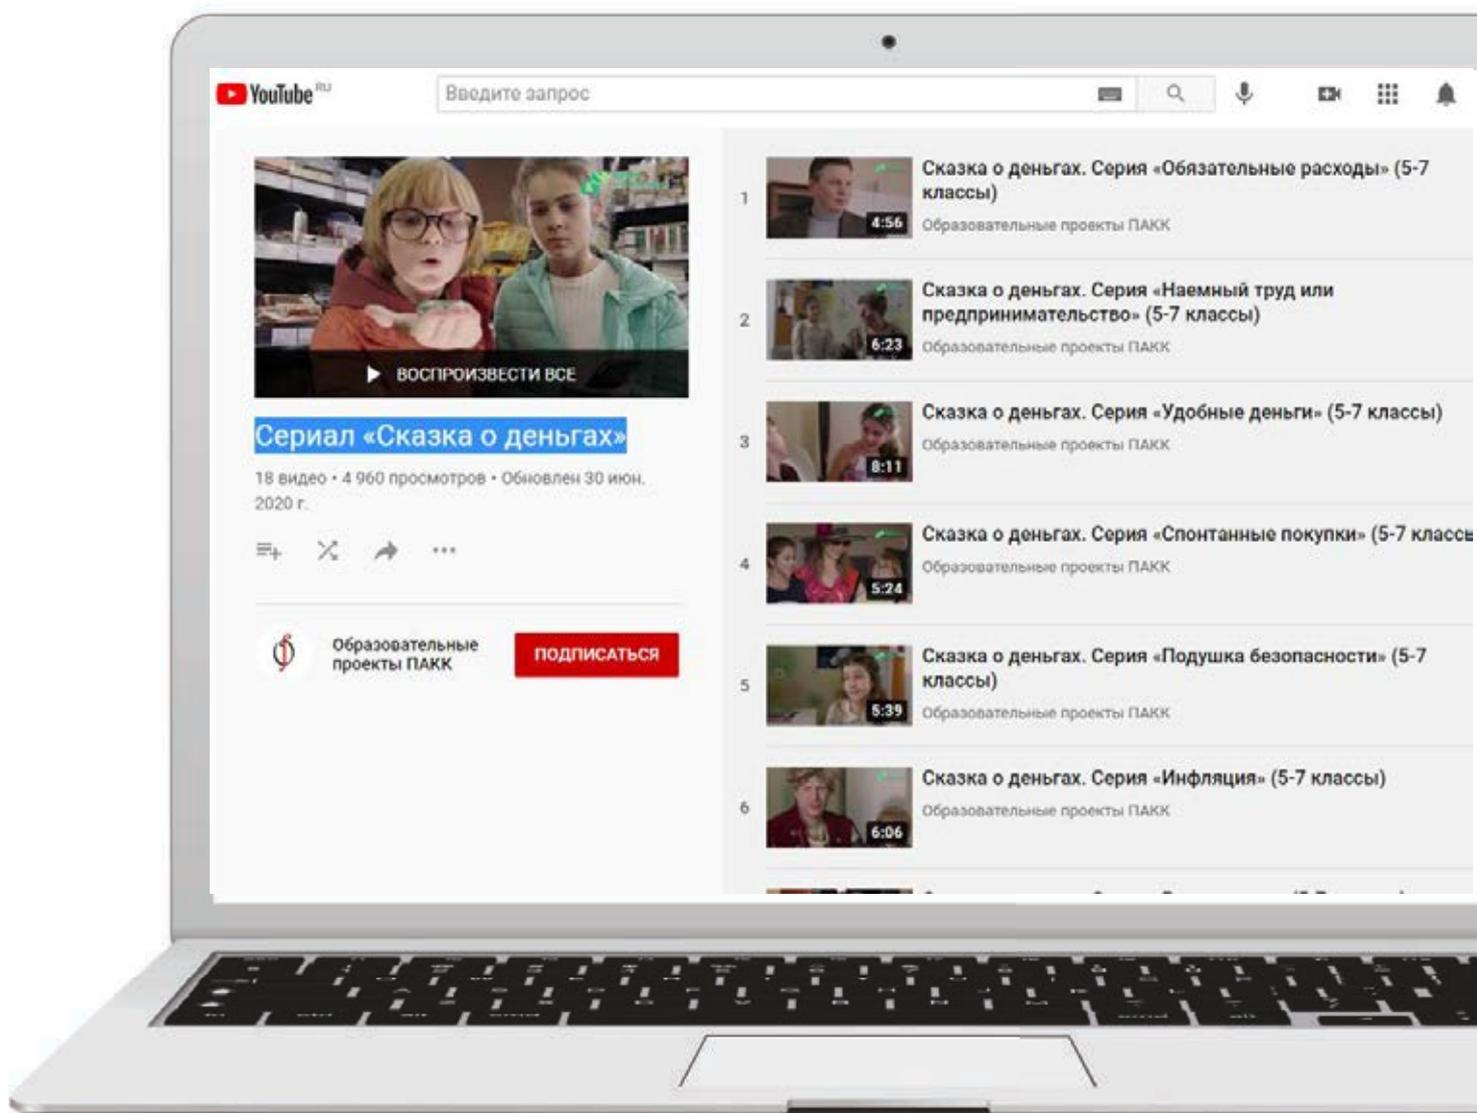 YouTube RU
Введите запрос
ВОСПРОИЗВЕСТИ ВСЕ
Сериал «Сказка о деньгах»
18 видео • 4 960 просмотров • Обновлен 30 июн.
2020 г.
Образовательные
проекты ПАКК
ПОДПИСАТЬСЯ
1
4:56
Сказка о деньгах. Серия «Обязательные расходы» (5-7
классы)
Образовательные проекты ПАКК
2
6:23
Сказка о деньгах. Серия «Наемный труд или
предпринимательство» (5-7 классы)
Образовательные проекты ПАКК
3
8:11
Сказка о деньгах. Серия «Удобные деньги» (5-7 классы)
Образовательные проекты ПАКК
4
5:24
Сказка о деньгах. Серия «Спонтанные покупки» (5-7 классы
Образовательные проекты ПАКК
5
5:39
Сказка о деньгах. Серия «Подушка безопасности» (5-7
классы)
Образовательные проекты ПАКК
6
6:06
Сказка о деньгах. Серия «Инфляция» (5-7 классы)
Образовательные проекты ПАКК